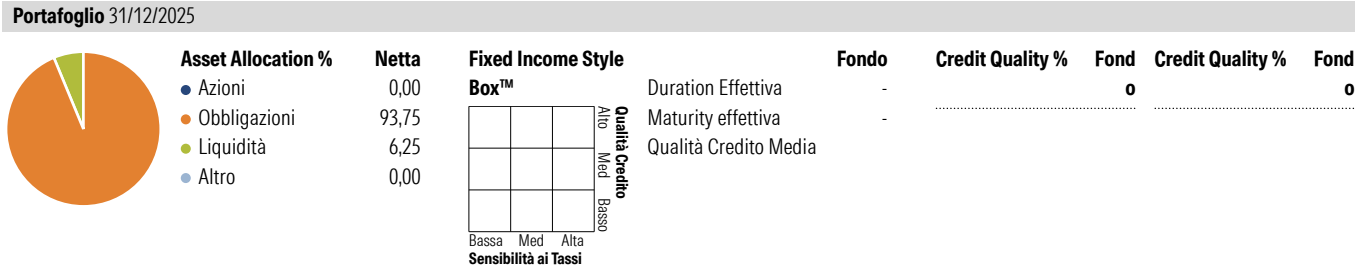 Portafoglio 31/12/2025
Asset Allocation % Netta
Azioni 0,00
Obbligazioni 93,75
Liquidità 6,25
Altro 0,00
Fixed Income Style
Box™
Alto Med Basso
Qualità Credito
Bassa Med Alta
Sensibilità ai Tassi
Fondo
Duration Effettiva -
Maturity effettiva -
Qualità Credito Media
Credit Quality % Fond
o
Credit Quality % Fond
o